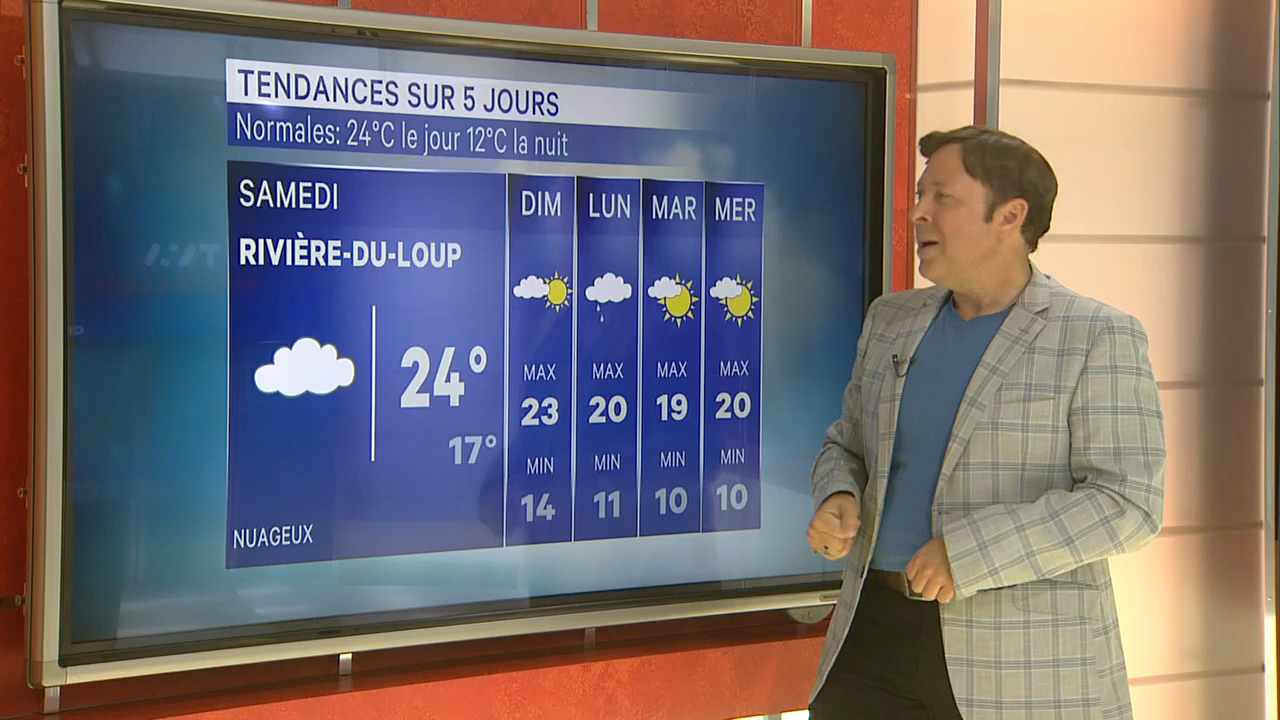 TENDANCES SUR 5 JOURS
Normales: 24°C le jour 12°C la nuit
SAMEDI
RIVIÈRE-DU-LOUP
24°
17°
NUAGEUX
DIM LUN MAR MER
MAX MAX MAX MAX
23 20 19 20
MIN MIN MIN MIN
14 11 10 10